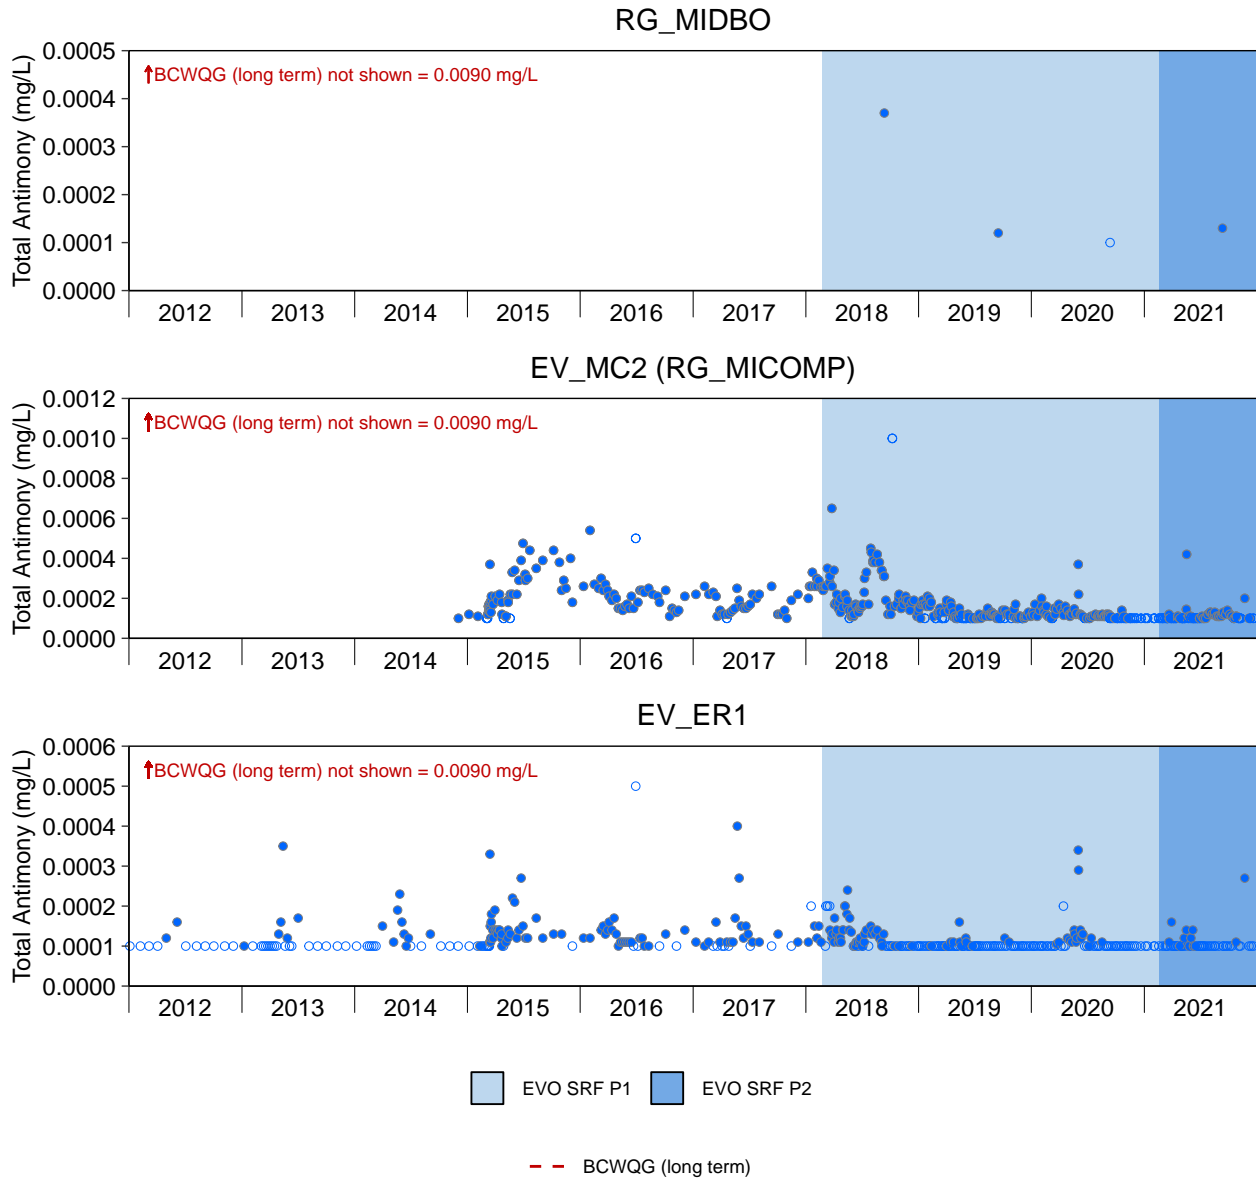 RG_MIDBO
Total Antimony (mg/L)
0.0005
0.0004
0.0003
0.0002
0.0001
0.0000
BCWQG (long term) not shown = 0.0090 mg/L
2012 2013 2014 2015 2016 2017 2018 2019 2020 2021
EV_MC2 (RG_MICOMP)
Total Antimony (mg/L)
0.0012
0.0010
0.0008
0.0006
0.0004
0.0002
0.0000
BCWQG (long term) not shown = 0.0090 mg/L
2012 2013 2014 2015 2016 2017 2018 2019 2020 2021
EV_ER1
Total Antimony (mg/L)
0.0006
0.0005
0.0004
0.0003
0.0002
0.0001
0.0000
BCWQG (long term) not shown = 0.0090 mg/L
2012 2013 2014 2015 2016 2017 2018 2019 2020 2021
EVO SRF P1 EVO SRF P2
BCWQG (long term)